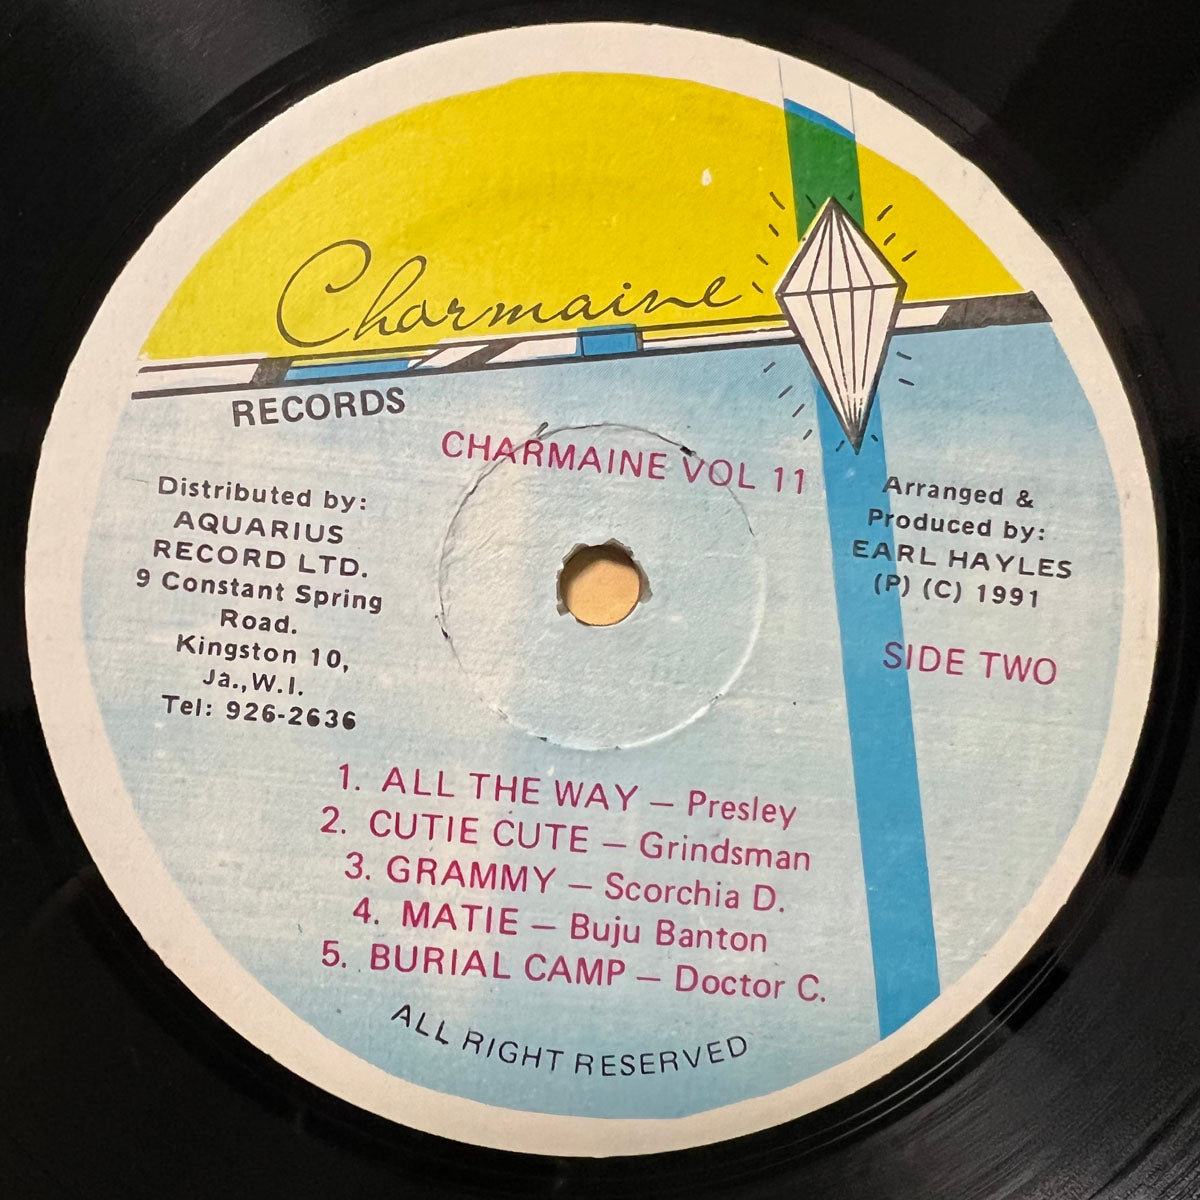 Charmaine
RECORDS
CHARMAINE VOL 11
Distributed by:
AQUARIUS
RECORD LTD.
9 Constant Spring
Road.
Kingston 10,
Ja.,W.I.
Tel: 926-2636
Arranged &
Produced by:
EARL HAYLES
(P) (C) 1991
SIDE TWO
1. ALL THE WAY — Presley
2. CUTIE CUTE — Grindsman
3. GRAMMY — Scorchia D.
4. MATIE — Buju Banton
5. BURIAL CAMP — Doctor C.
ALL RIGHT RESERVED